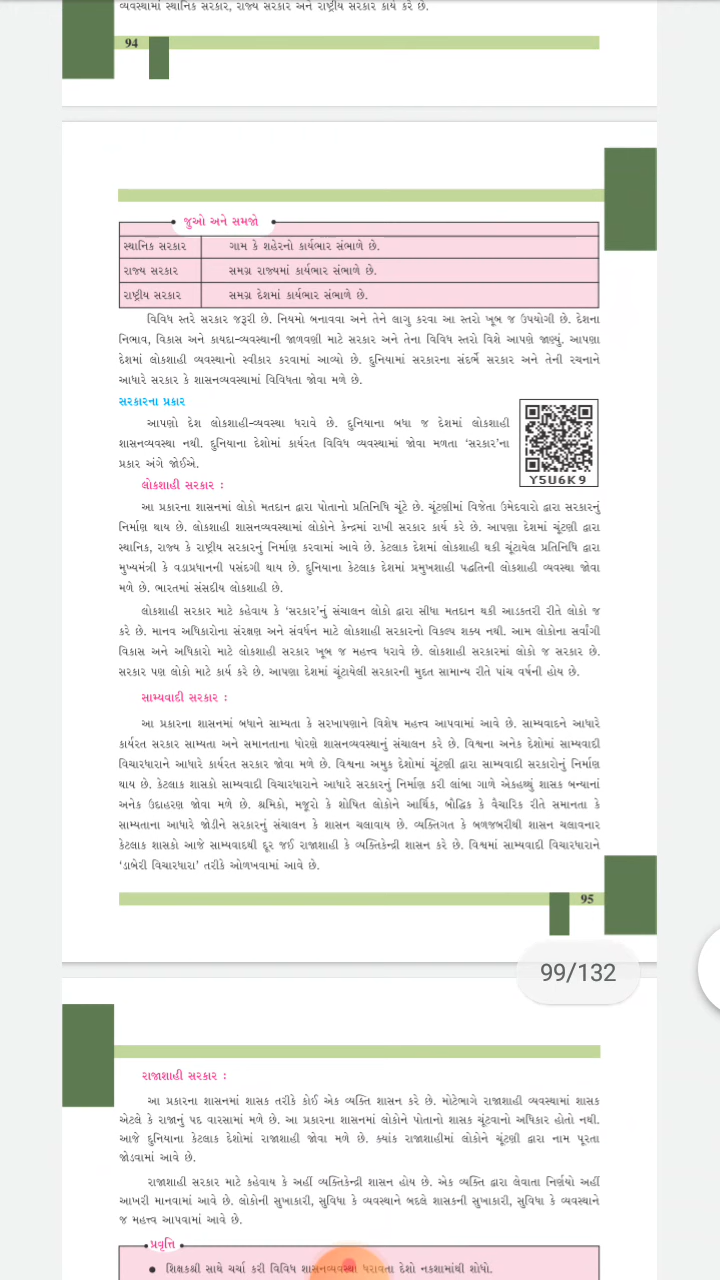 વ્યવસ્થામાં સ્થાનિક સરકાર, રાજ્ય સરકાર અને રાષ્ટ્રીય સરકાર કાર્ય કરે છે.
94
જુઓ અને સમજો
સ્થાનિક સરકાર ગામ કે શહેરનો કાર્યભાર સંભાળે છે.
રાજ્ય સરકાર સમગ્ર રાજ્યમાં કાર્યભાર સંભાળે છે.
રાષ્ટ્રીય સરકાર સમગ્ર દેશમાં કાર્યભાર સંભાળે છે.
વિવિધ સ્તરે સરકાર જરૂરી છે. નિયમો બનાવવા અને તેને લાગુ કરવા આ સ્તરો ખૂબ જ ઉપયોગી છે. દેશના
નિભાવ, વિકાસ અને કાયદા-વ્યવસ્થાની જાળવણી માટે સરકાર અને તેના વિવિધ સ્તરો વિશે આપણે જાણ્યું. આપણા
દેશમાં લોકશાહી વ્યવસ્થાનો સ્વીકાર કરવામાં આવ્યો છે. દુનિયામાં સરકારના સંદર્ભે સરકાર અને તેની રચનાને
આધારે સરકાર કે શાસનવ્યવસ્થામાં વિવિધતા જોવા મળે છે.
સરકારના પ્રકાર
આપણો દેશ લોકશાહી-વ્યવસ્થા ધરાવે છે. દુનિયાના બધા જ દેશમાં લોકશાહી
શાસનવ્યવસ્થા નથી. દુનિયાના દેશોમાં કાર્યરત વિવિધ વ્યવસ્થામાં જોવા મળતા ‘સરકાર’ના
પ્રકાર અંગે જોઈએ.
Y5U6K9
લોકશાહી સરકાર :
આ પ્રકારના શાસનમાં લોકો મતદાન દ્વારા પોતાનો પ્રતિનિધિ ચૂંટે છે. ચૂંટણીમાં વિજેતા ઉમેદવારો દ્વારા સરકારનું
નિર્માણ થાય છે. લોકશાહી શાસનવ્યવસ્થામાં લોકોને કેન્દ્રમાં રાખી સરકાર કાર્ય કરે છે. આપણા દેશમાં ચૂંટણી દ્વારા
સ્થાનિક, રાજ્ય કે રાષ્ટ્રીય સરકારનું નિર્માણ કરવામાં આવે છે. કેટલાક દેશમાં લોકશાહી થકી ચૂંટાયેલ પ્રતિનિધિ દ્વારા
મુખ્યમંત્રી કે વડાપ્રધાનની પસંદગી થાય છે. દુનિયાના કેટલાક દેશમાં પ્રમુખશાહી પદ્ધતિની લોકશાહી વ્યવસ્થા જોવા
મળે છે. ભારતમાં સંસદીય લોકશાહી છે.
લોકશાહી સરકાર માટે કહેવાય કે ‘સરકાર’નું સંચાલન લોકો દ્વારા સીધા મતદાન થકી આડકતરી રીતે લોકો જ
કરે છે. માનવ અધિકારોના સંરક્ષણ અને સંવર્ધન માટે લોકશાહી સરકારનો વિકલ્પ શક્ય નથી. આમ લોકોના સર્વાંગી
વિકાસ અને અધિકારો માટે લોકશાહી સરકાર ખૂબ જ મહત્ત્વ ધરાવે છે. લોકશાહી સરકારમાં લોકો જ સરકાર છે.
સરકાર પણ લોકો માટે કાર્ય કરે છે. આપણા દેશમાં ચૂંટાયેલી સરકારની મુદત સામાન્ય રીતે પાંચ વર્ષની હોય છે.
સામ્યવાદી સરકાર :
આ પ્રકારના શાસનમાં બધાને સામ્યતા કે સરખાપણાને વિશેષ મહત્ત્વ આપવામાં આવે છે. સામ્યવાદને આધારે
કાર્યરત સરકાર સામ્યતા અને સમાનતાના ધોરણે શાસનવ્યવસ્થાનું સંચાલન કરે છે. વિશ્વના અનેક દેશોમાં સામ્યવાદી
વિચારધારાને આધારે કાર્યરત સરકાર જોવા મળે છે. વિશ્વના અમુક દેશોમાં ચૂંટણી દ્વારા સામ્યવાદી સરકારોનું નિર્માણ
થાય છે. કેટલાક શાસકો સામ્યવાદી વિચારધારાને આધારે સરકારનું નિર્માણ કરી લાંબા ગાળે એકહથ્થું શાસક બન્યાનાં
અનેક ઉદાહરણ જોવા મળે છે. શ્રમિકો, મજૂરો કે શોષિત લોકોને આર્થિક, બૌદ્ધિક કે વૈચારિક રીતે સમાનતા કે
સામ્યતાના આધારે જોડીને સરકારનું સંચાલન કે શાસન ચલાવાય છે. વ્યક્તિગત કે બળજબરીથી શાસન ચલાવનાર
કેટલાક શાસકો આજે સામ્યવાદથી દૂર જઈ રાજાશાહી કે વ્યક્તિકેન્દ્રી શાસન કરે છે. વિશ્વમાં સામ્યવાદી વિચારધારાને
‘ડાબેરી વિચારધારા’ તરીકે ઓળખવામાં આવે છે.
95
99/132
રાજાશાહી સરકાર :
આ પ્રકારના શાસનમાં શાસક તરીકે કોઈ એક વ્યક્તિ શાસન કરે છે. મોટેભાગે રાજાશાહી વ્યવસ્થામાં શાસક
એટલે કે રાજાનું પદ વારસામાં મળે છે. આ પ્રકારના શાસનમાં લોકોને પોતાનો શાસક ચૂંટવાનો અધિકાર હોતો નથી.
આજે દુનિયાના કેટલાક દેશોમાં રાજાશાહી જોવા મળે છે. ક્યાંક રાજાશાહીમાં લોકોને ચૂંટણી દ્વારા નામ પૂરતા
જોડવામાં આવે છે.
રાજાશાહી સરકાર માટે કહેવાય કે અહીં વ્યક્તિકેન્દ્રી શાસન હોય છે. એક વ્યક્તિ દ્વારા લેવાતા નિર્ણયો અહીં
આખરી માનવામાં આવે છે. લોકોની સુખાકારી, સુવિધા કે વ્યવસ્થાને બદલે શાસકની સુખાકારી, સુવિધા કે વ્યવસ્થાને
જ મહત્ત્વ આપવામાં આવે છે.
પ્રવૃત્તિ
● શિક્ષકશ્રી સાથે ચર્ચા કરી વિવિધ શાસનવ્યવસ્થા ધરાવતા દેશો નકશામાંથી શોધો.